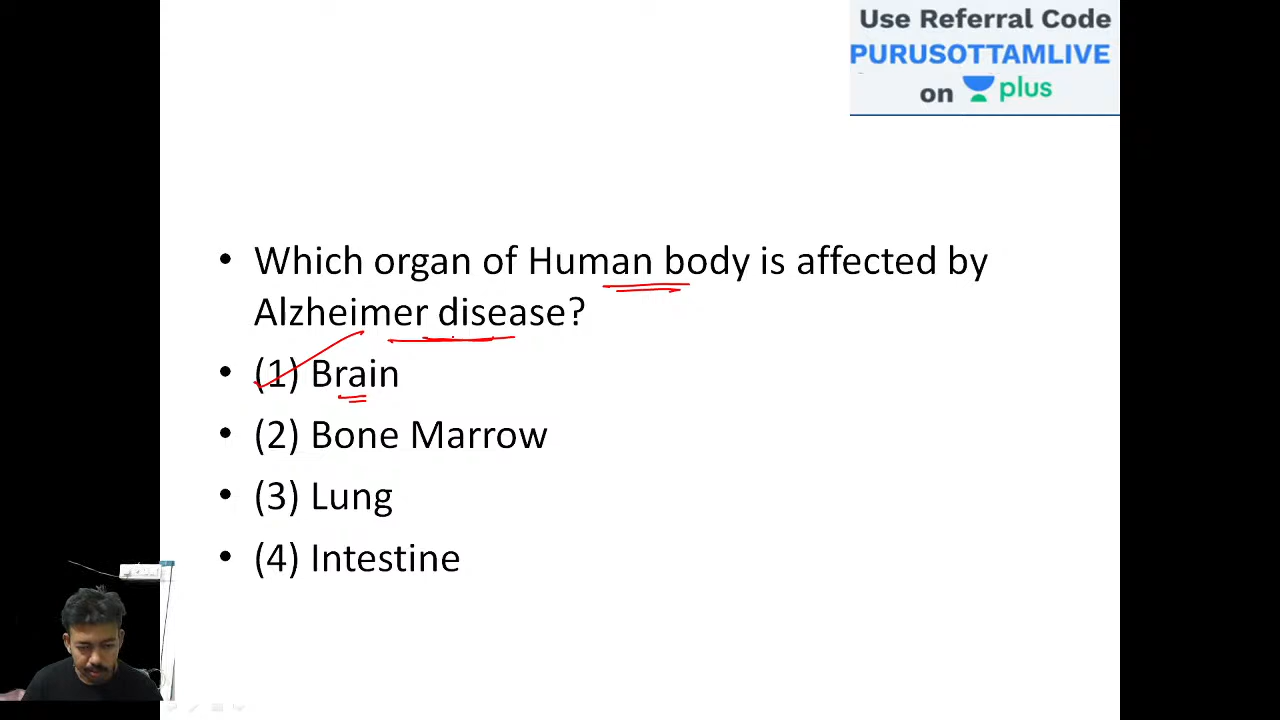 Use Referral Code
PURUSOTTAMLIVE
on plus
• Which organ of Human body is affected by
Alzheimer disease?
• (1) Brain
• (2) Bone Marrow
• (3) Lung
• (4) Intestine